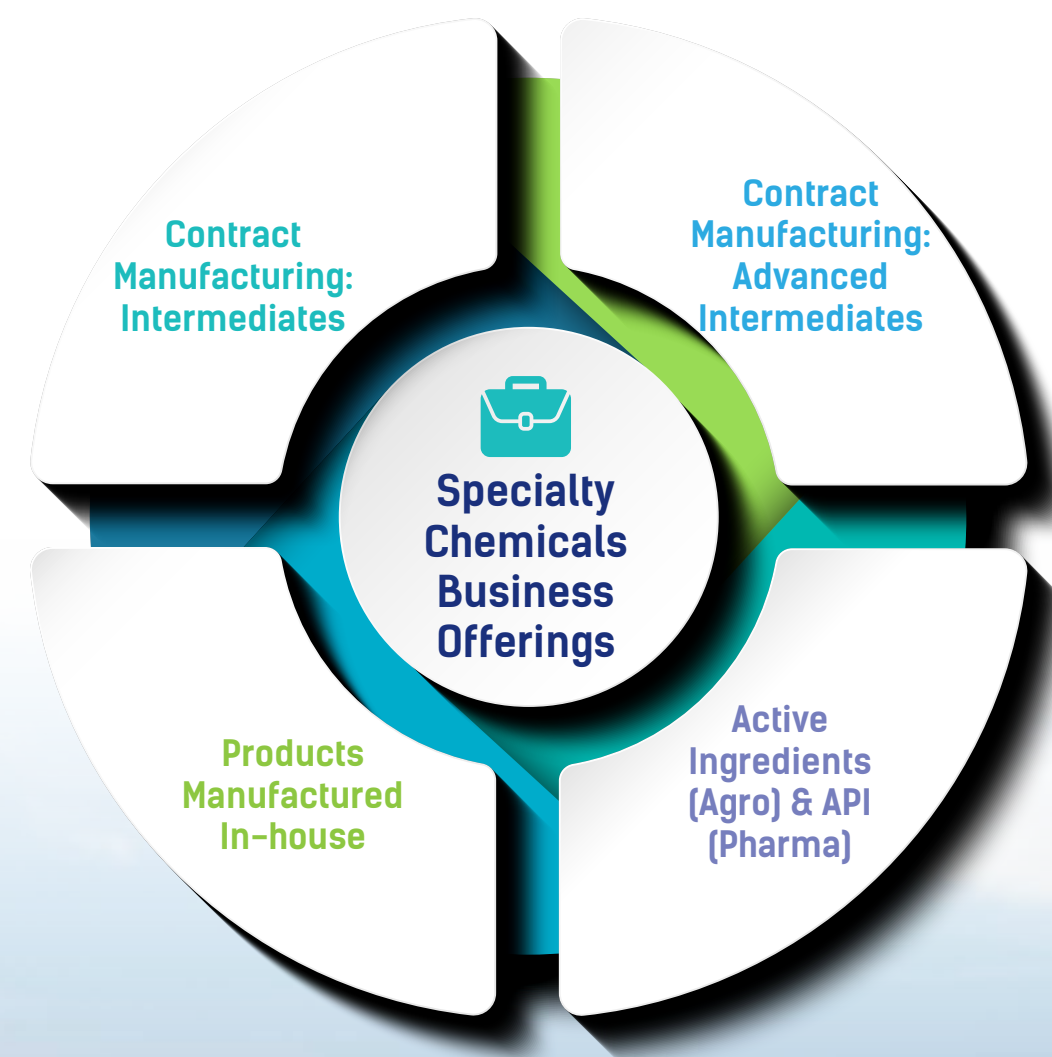 Contract
Manufacturing:
Intermediates
Contract
Manufacturing:
Advanced
Intermediates
Specialty
Chemicals
Business
Offerings
Products
Manufactured
In-house
Active
Ingredients
(Agro) & API
(Pharma)